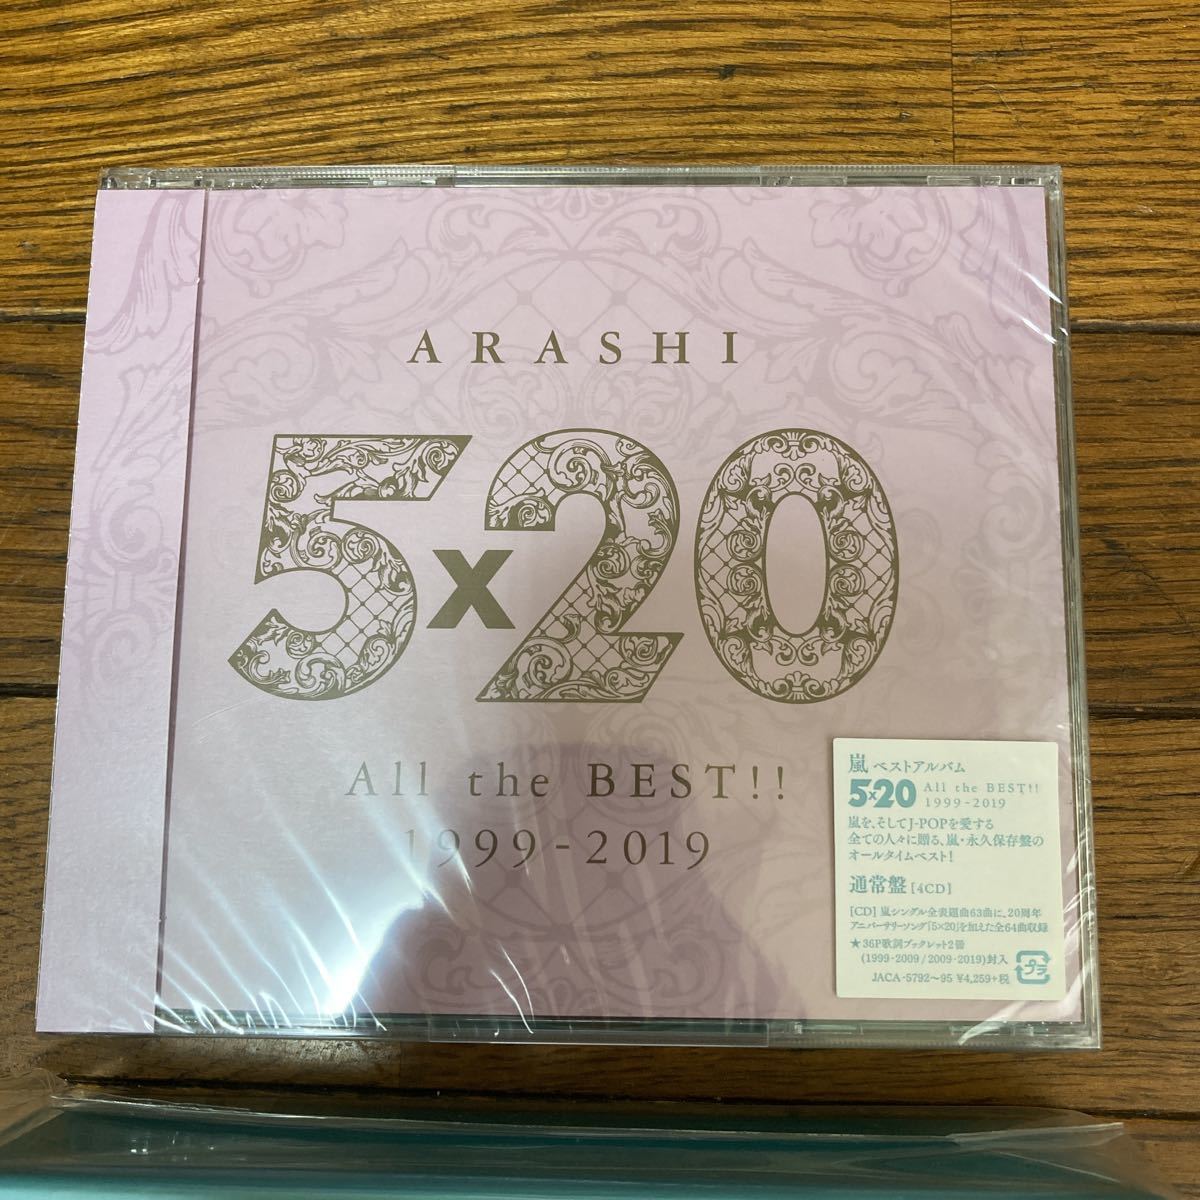 ARASHI
5x20
All the BEST!!
1999-2019
嵐 ベストアルバム
5x20 All the BEST!!
1999-2019
嵐を、そしてJ-POPを愛する
全ての人々に贈る、嵐・永久保存盤の
オールタイムベスト!
通常盤 [4CD]
[CD] 嵐シングル全表題曲63曲に、20周年
アニバーサリーソング「5×20」を加えた全64曲収録
★36P歌詞ブックレット2冊
(1999-2009/2009-2019)封入
JACA-5792~95 ¥4,259+税
プラ